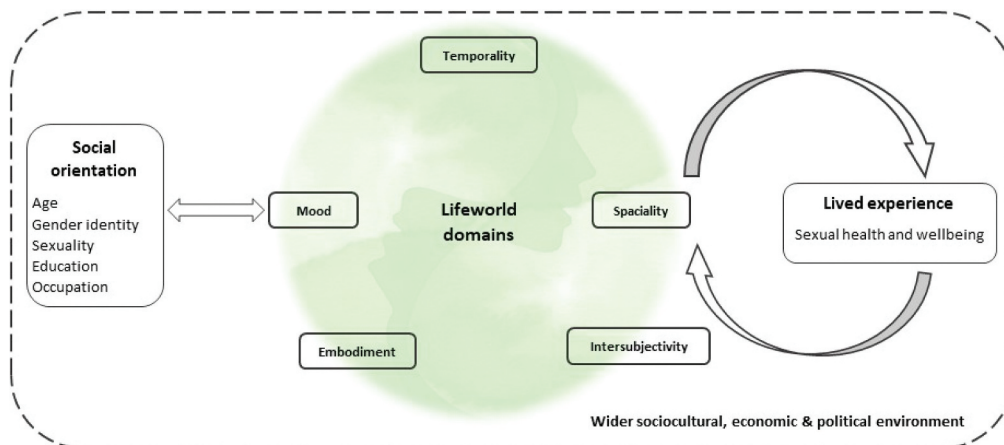 Temporality
Social
orientation
Age
Gender identity
Sexuality
Education
Occupation
Mood
Lifeworld
domains
Spaciality
Lived experience
Sexual health and wellbeing
Embodiment
Intersubjectivity
Wider sociocultural, economic & political environment